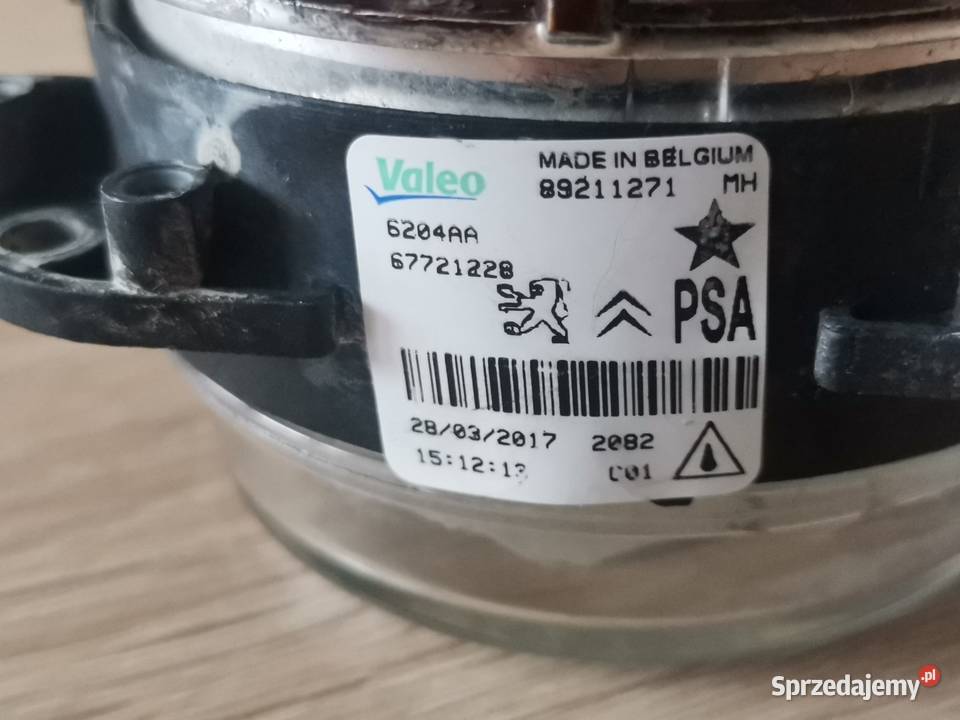 Valeo
MADE IN BELGIUM
89211271 MH
6204AA
67721228
PSA
28/03/2017 2082
15:12:13 C01
Sprzedajemy.pl